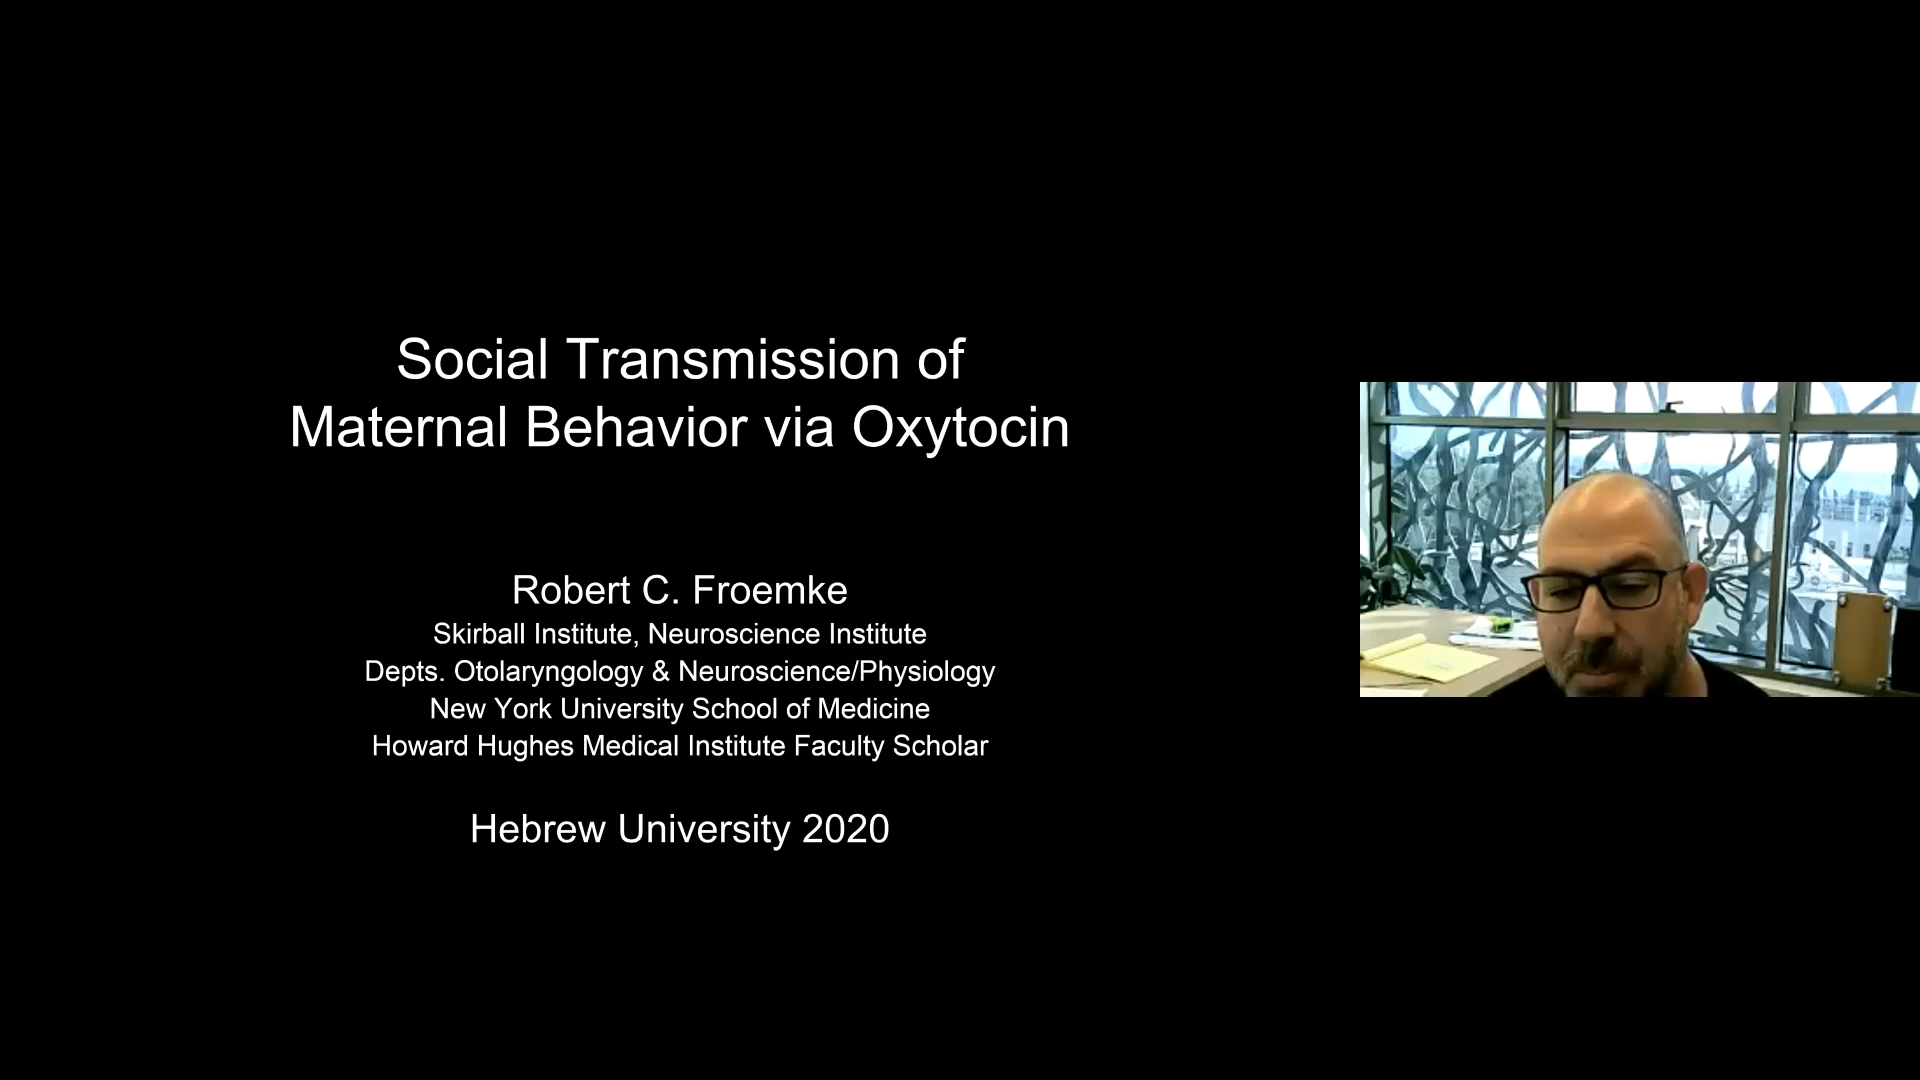 Social Transmission of
Maternal Behavior via Oxytocin
Robert C. Froemke
Skirball Institute, Neuroscience Institute
Depts. Otolaryngology & Neuroscience/Physiology
New York University School of Medicine
Howard Hughes Medical Institute Faculty Scholar
Hebrew University 2020